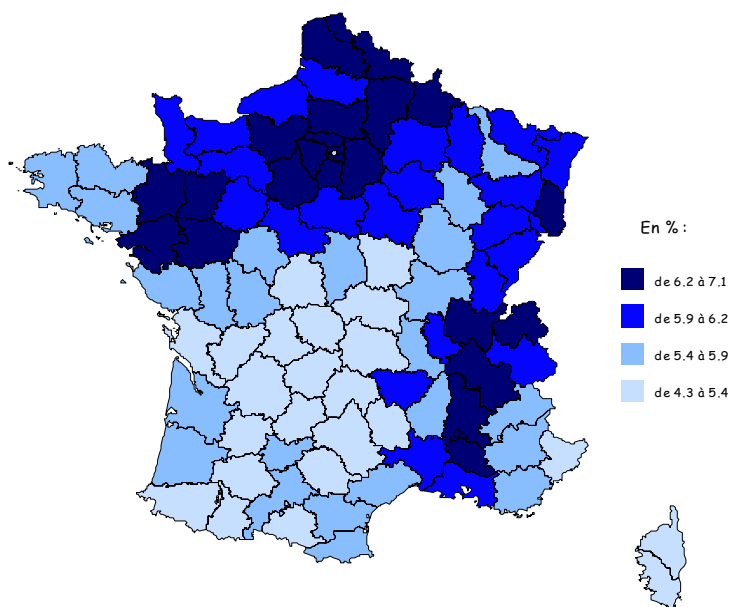 En % :
de 6.2 à 7.1
de 5.9 à 6.2
de 5.4 à 5.9
de 4.3 à 5.4